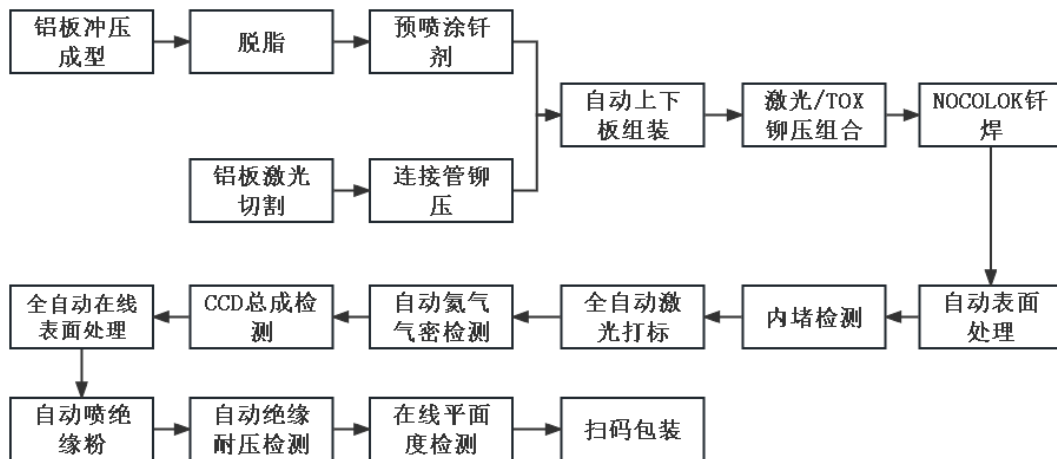 铝板冲压
成型
脱脂
预喷涂钎
剂
自动上下
板组装
激光/TOX
铆压组合
NOCOLOK钎
焊
铝板激光
切割
连接管铆
压
全自动在线
表面处理
CCD总成检
测
自动氦气
气密检测
全自动激
光打标
内堵检测
自动表面
处理
自动喷绝
缘粉
自动绝缘
耐压检测
在线平面
度检测
扫码包装